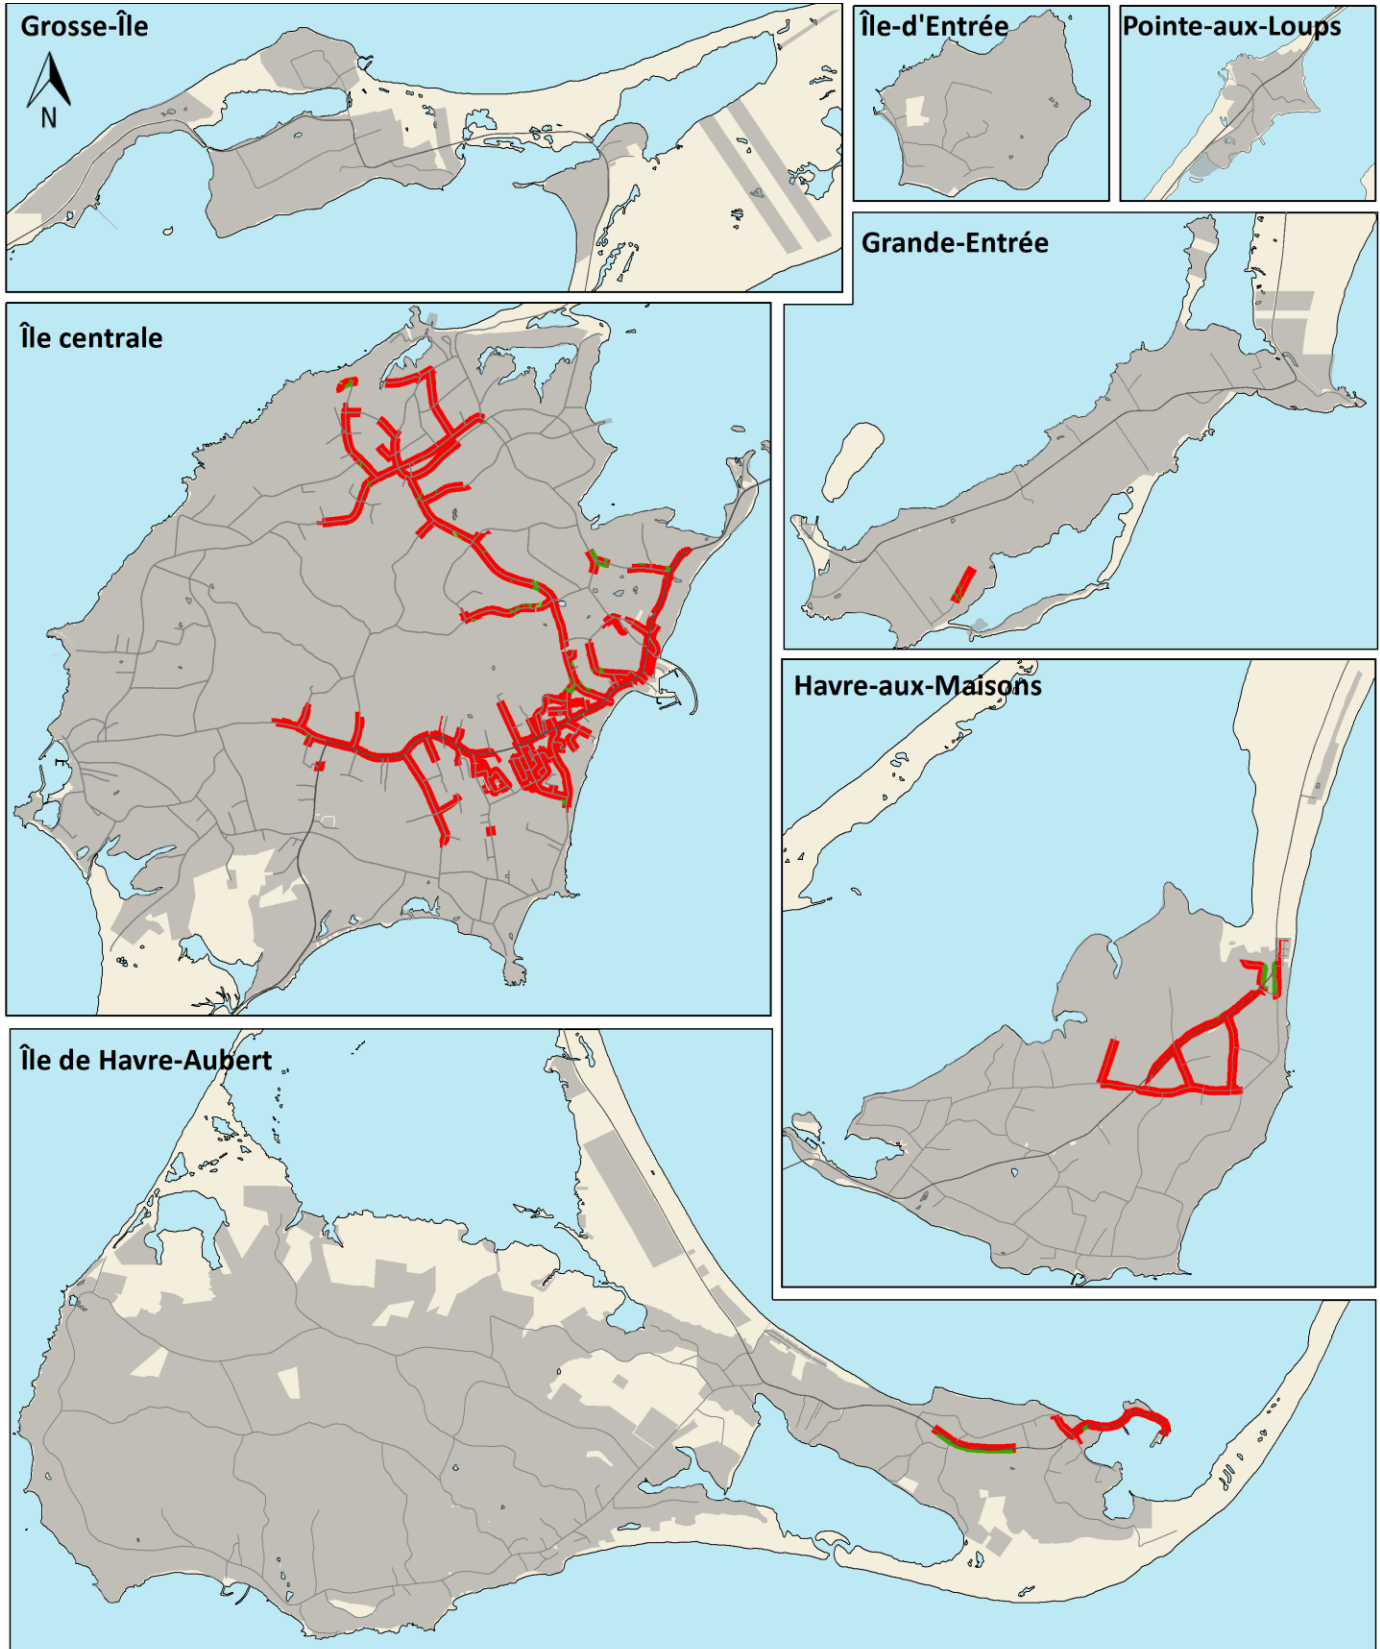 Grosse-Île
N
Île-d'Entrée
Pointe-aux-Loups
Grande-Entrée
Île centrale
Havre-aux-Maisons
Île de Havre-Aubert